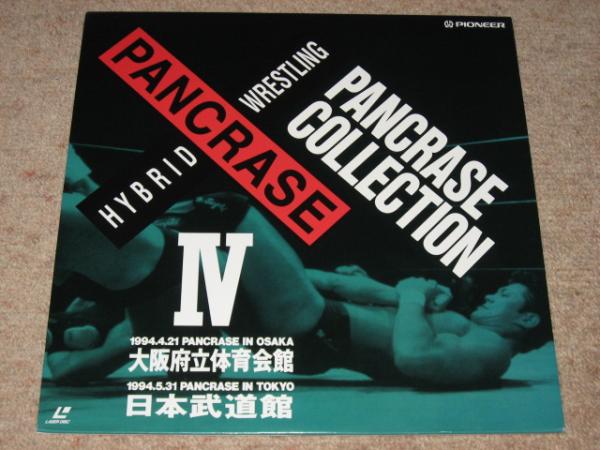 PIONEER
HYBRID WRESTLING
PANCRASE
PANCRASE
COLLECTION
IV
1994.4.21 PANCRASE IN OSAKA
大阪府立体育会館
1994.5.31 PANCRASE IN TOKYO
日本武道館
LASER DISC